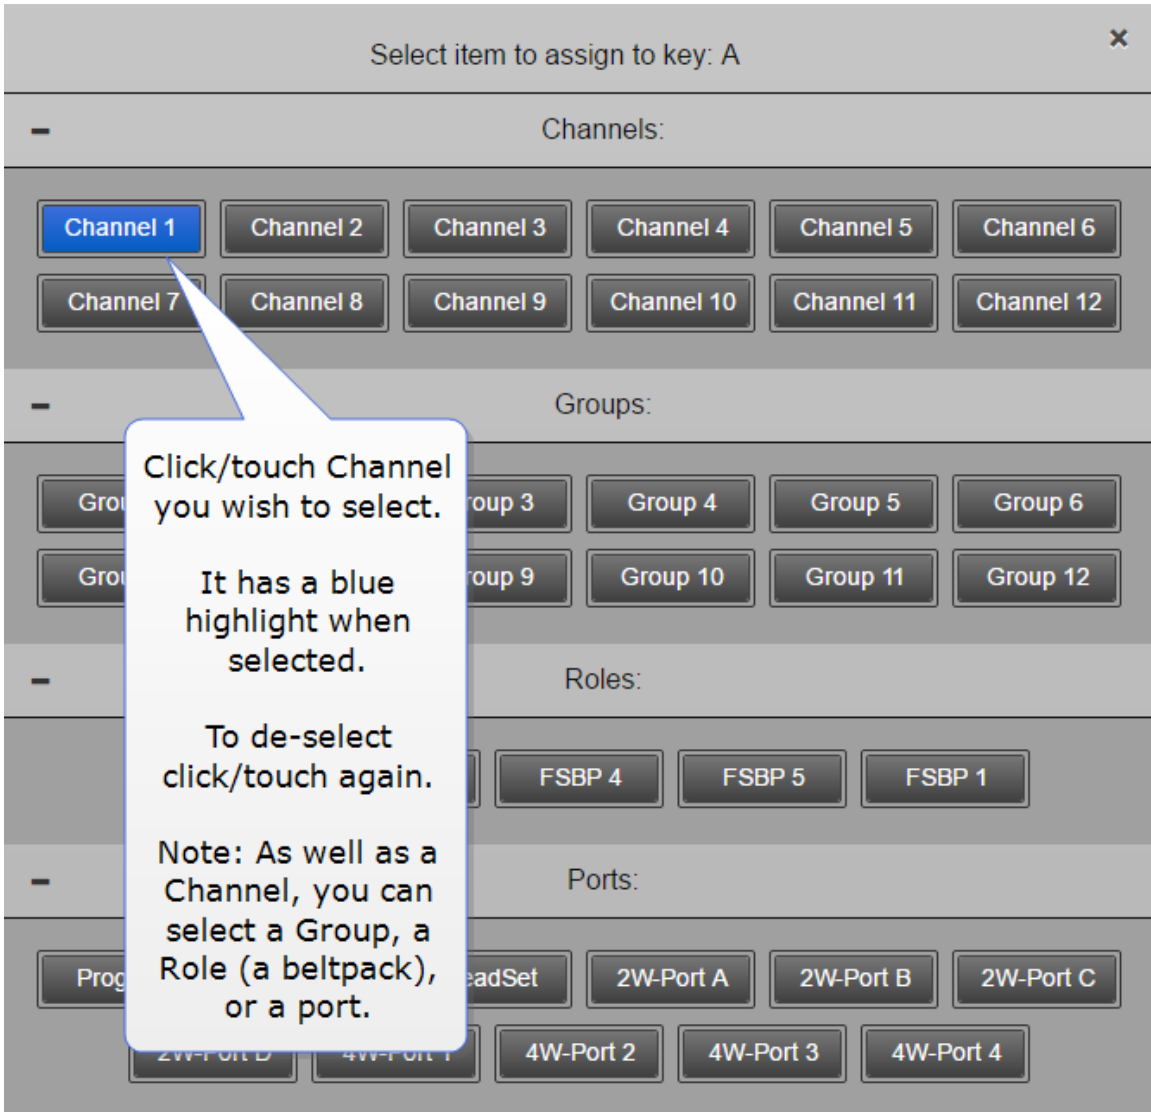 Select item to assign to key: A
×
Channels:
Channel 1 Channel 2 Channel 3 Channel 4 Channel 5 Channel 6
Channel 7 Channel 8 Channel 9 Channel 10 Channel 11 Channel 12
Groups:
Group 4 Group 5 Group 6
Group 10 Group 11 Group 12
Click/touch Channel
you wish to select.
It has a blue
highlight when
selected.
To de-select
click/touch again.
Note: As well as a
Channel, you can
select a Group, a
Role (a beltpack),
or a port.
Roles:
FSBP 4 FSBP 5 FSBP 1
Ports:
2W-Port A 2W-Port B 2W-Port C
2W-Port D 4W-Port 1 4W-Port 2 4W-Port 3 4W-Port 4